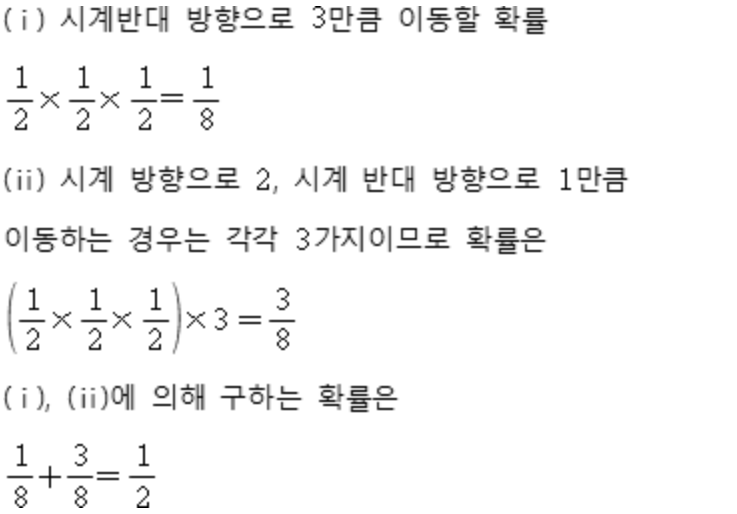 (i) 시계반대 방향으로 3만큼 이동할 확률
1/2 × 1/2 × 1/2 = 1/8
(ii) 시계 방향으로 2, 시계 반대 방향으로 1만큼
이동하는 경우는 각각 3가지이므로 확률은
(1/2 × 1/2 × 1/2) × 3 = 3/8
(i), (ii)에 의해 구하는 확률은
1/8 + 3/8 = 1/2